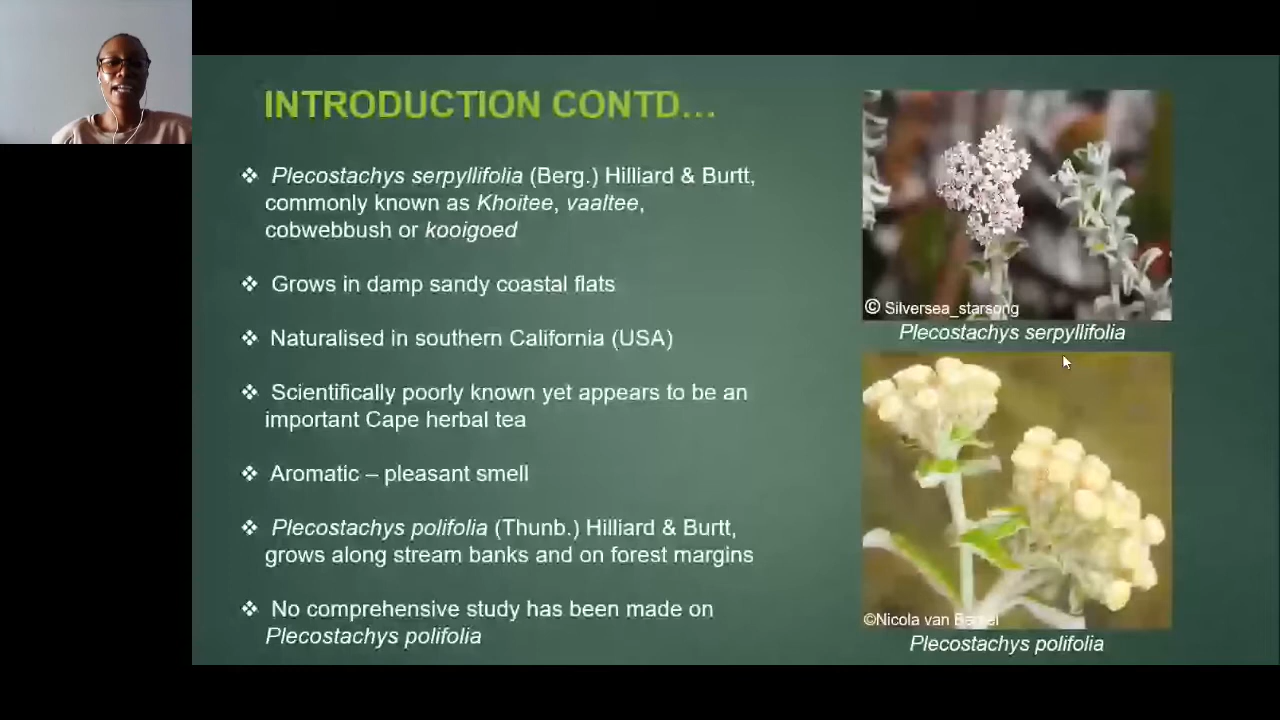 INTRODUCTION CONTD...
❖ Plecostachys serpyllifolia (Berg.) Hilliard & Burtt,
commonly known as Khoitee, vaaltee,
cobwebbush or kooigoed
❖ Grows in damp sandy coastal flats
❖ Naturalised in southern California (USA)
❖ Scientifically poorly known yet appears to be an
important Cape herbal tea
❖ Aromatic – pleasant smell
❖ Plecostachys polifolia (Thunb.) Hilliard & Burtt,
grows along stream banks and on forest margins
❖ No comprehensive study has been made on
Plecostachys polifolia
© Silversea_starsong
Plecostachys serpyllifolia
©Nicola van
Plecostachys polifolia